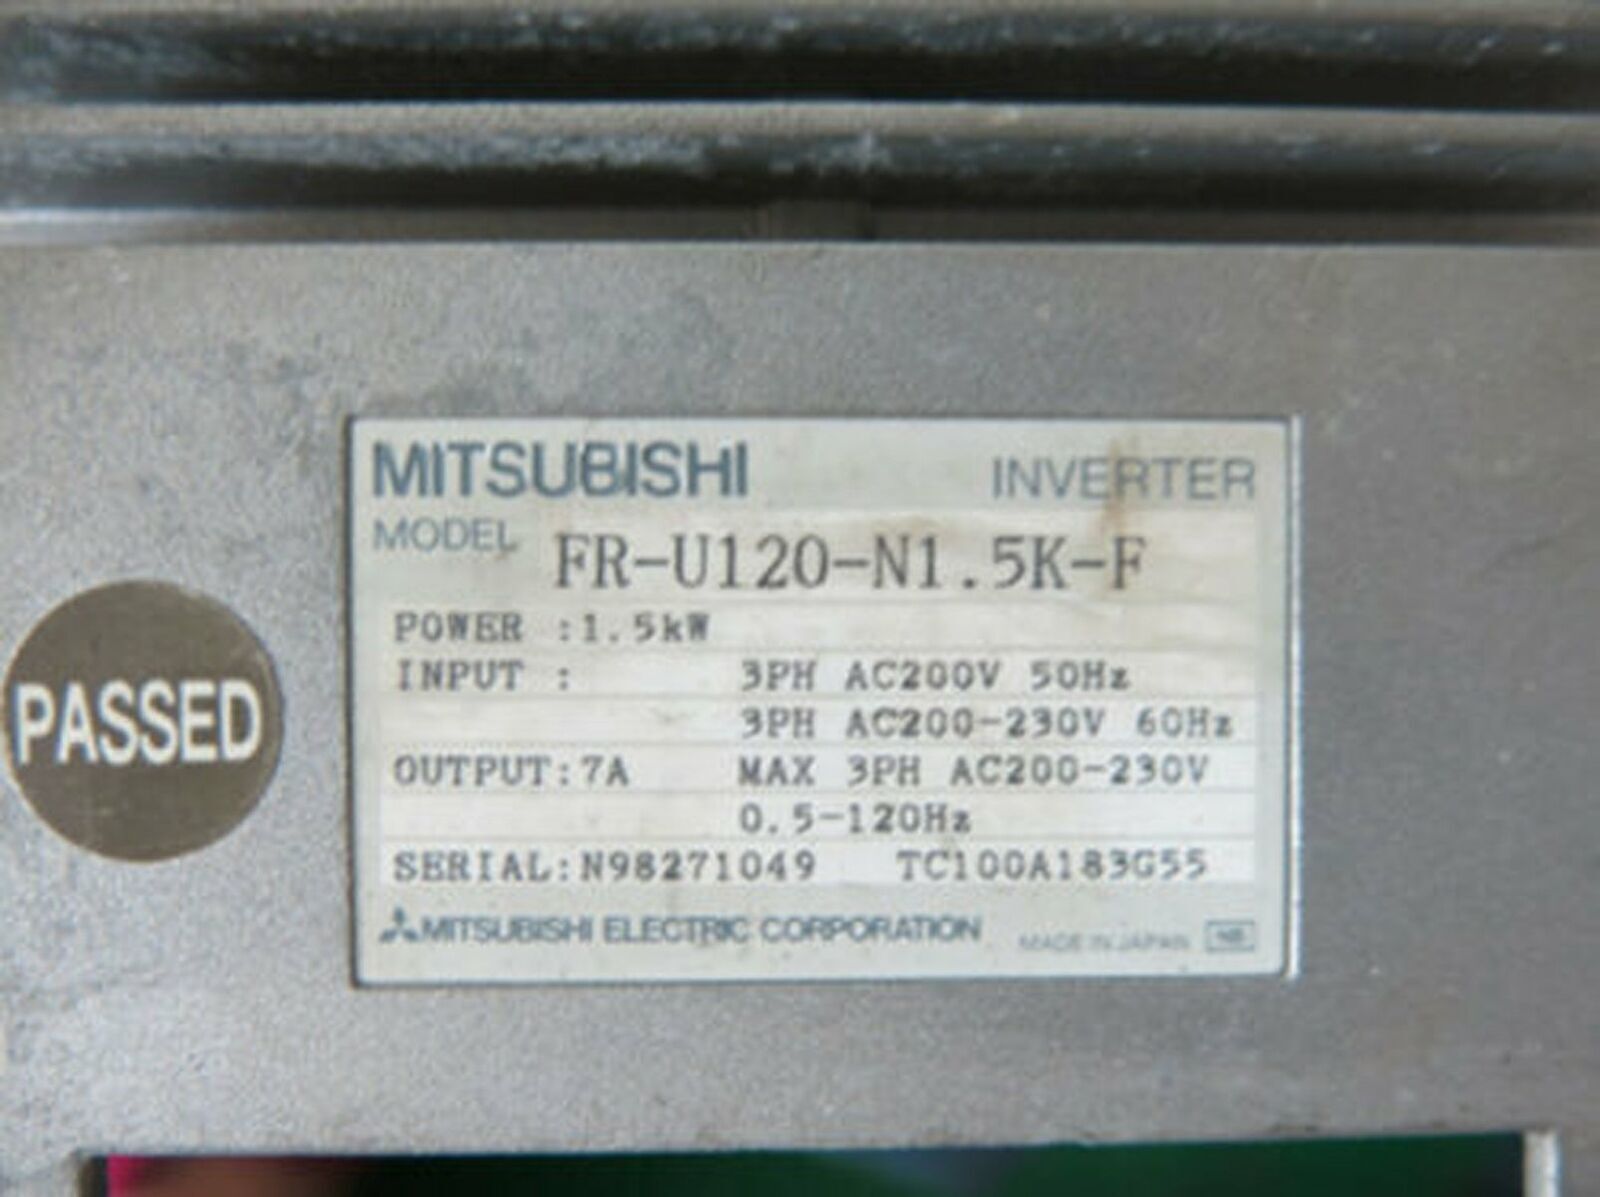 MITSUBISHI INVERTER
MODEL FR-U120-N1.5K-F
POWER :1.5kW
INPUT : 3PH AC200V 50Hz
3PH AC200-230V 60Hz
PASSED
OUTPUT:7A MAX 3PH AC200-230V
0.5-120Hz
SERIAL:N98271049 TC100A183G55
MITSUBISHI ELECTRIC CORPORATION MADE IN JAPAN